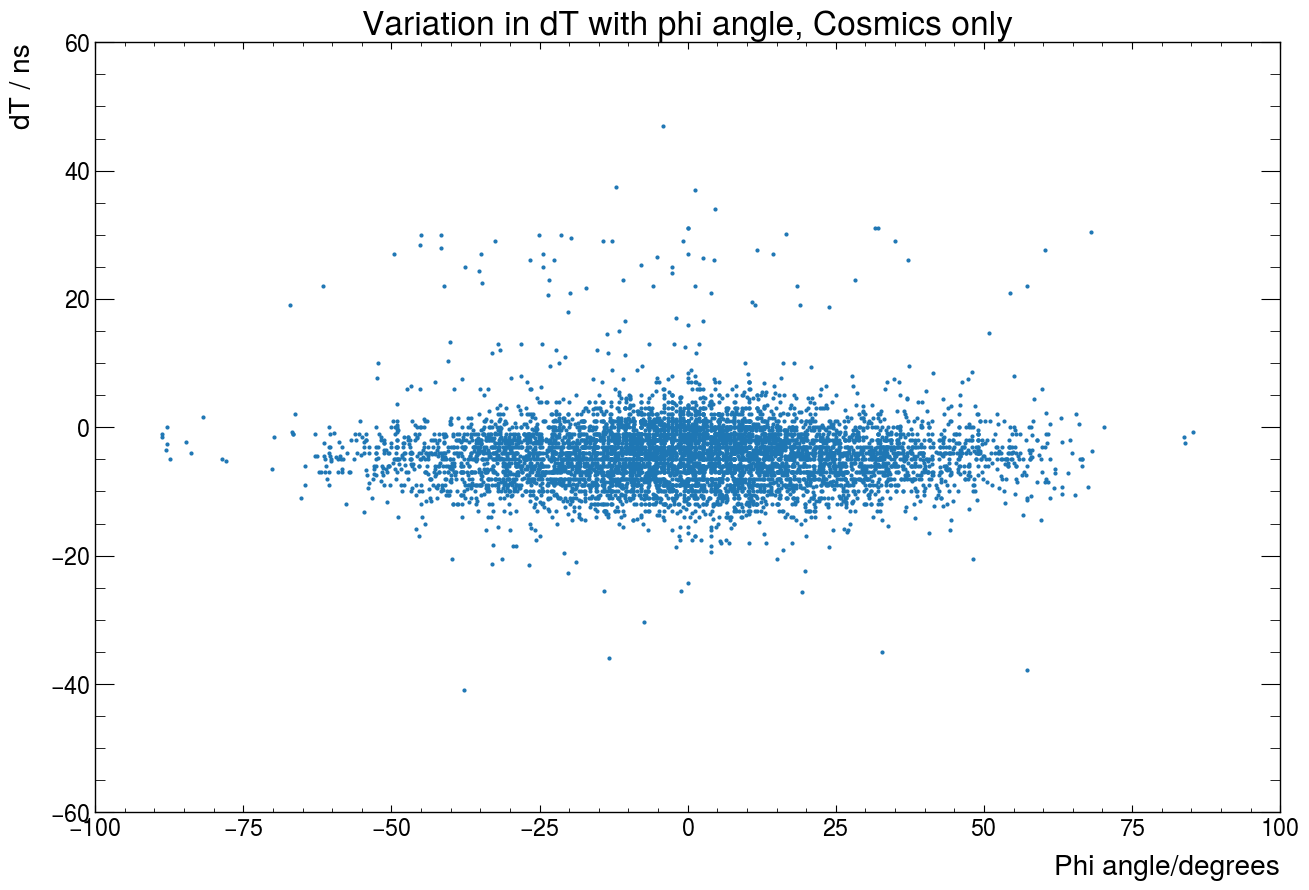 Variation in dT with phi angle, Cosmics only
dT / ns
60
40
20
0
−20
−40
−60
−100 −75 −50 −25 0 25 50 75 100
Phi angle/degrees